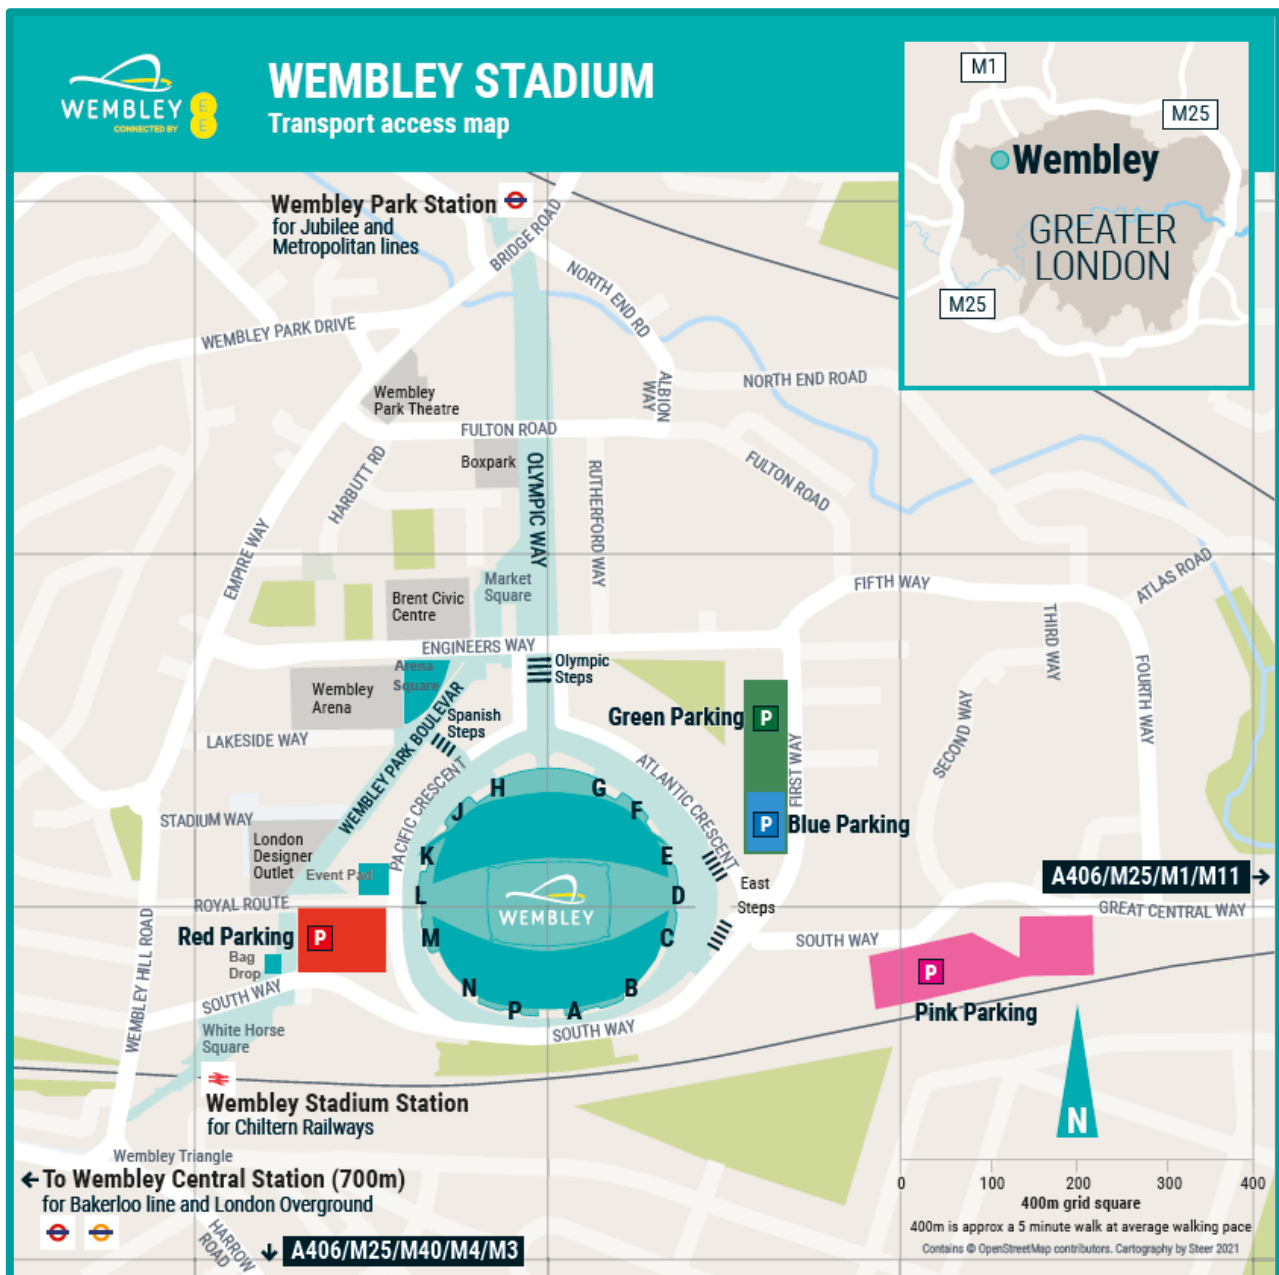 WEMBLEY
CONNECTED BY
EE
WEMBLEY STADIUM
Transport access map
M1
M25
Wembley
GREATER
LONDON
M25
Wembley Park Station
for Jubilee and
Metropolitan lines
BRIDGE ROAD
NORTH END RD
WEMBLEY PARK DRIVE
ALBION
WAY
NORTH END ROAD
Wembley
Park Theatre
FULTON ROAD
Boxpark
HARBUTT RD
OLYMPIC WAY
RUTHERFORD WAY
FULTON ROAD
EMPIRE WAY
Market
Square
Brent Civic
Centre
FIFTH WAY
ATLAS ROAD
THIRD WAY
FOURTH WAY
ENGINEERS WAY
Arena
Square
Olympic
Steps
Wembley
Arena
Spanish
Steps
LAKESIDE WAY
WEMBLEY PARK BOULEVAR
PACIFIC CRESCENT
ATLANTIC CRESCENT
Green Parking
P
FIRST WAY
SECOND WAY
P
Blue Parking
STADIUM WAY
London
Designer
Outlet
Event Pad
ROYAL ROUTE
H
G
J
F
K
E
L
D
M
C
N
B
P
A
WEMBLEY
East
Steps
A406/M25/M1/M11
GREAT CENTRAL WAY
SOUTH WAY
Red Parking
P
Bag
Drop
SOUTH WAY
WEMBLEY HILL ROAD
White Horse
Square
SOUTH WAY
P
Pink Parking
Wembley Stadium Station
for Chiltern Railways
N
Wembley Triangle
To Wembley Central Station (700m)
for Bakerloo line and London Overground
HARROW
ROAD
A406/M25/M40/M4/M3
0 100 200 300 400
400m grid square
400m is approx a 5 minute walk at average walking pace
Contains © OpenStreetMap contributors. Cartography by Steer 2021